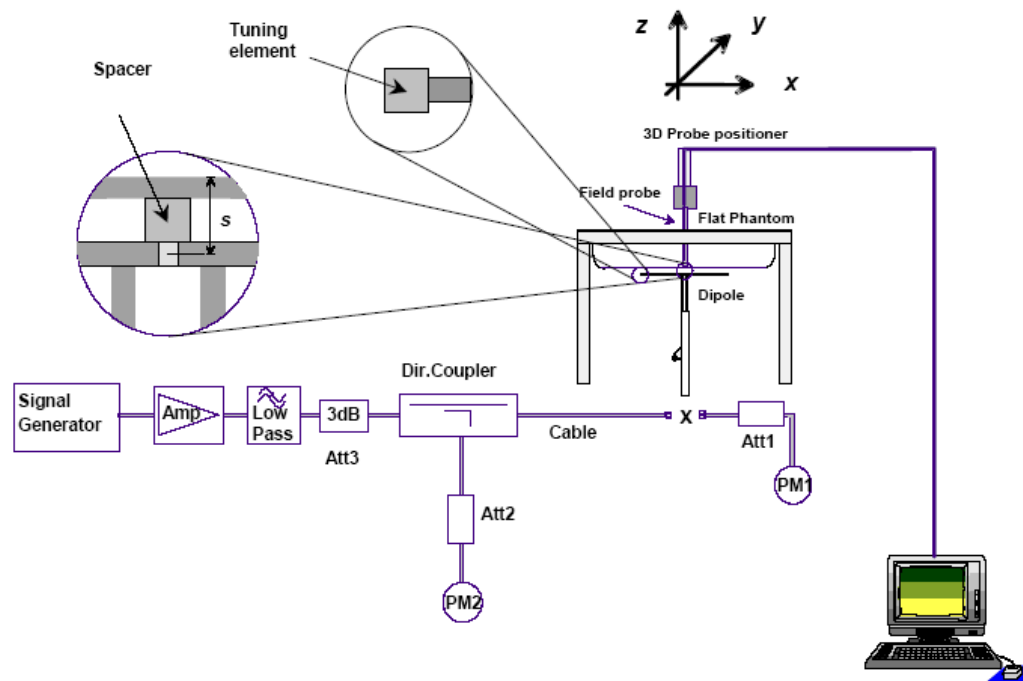 Tuning
element
Spacer
s
z
y
x
3D Probe positioner
Field probe
Flat Phantom
Dipole
Dir.Coupler
Signal
Generator
Amp
Low
Pass
3dB
Att3
Cable
X
Att1
PM1
Att2
PM2